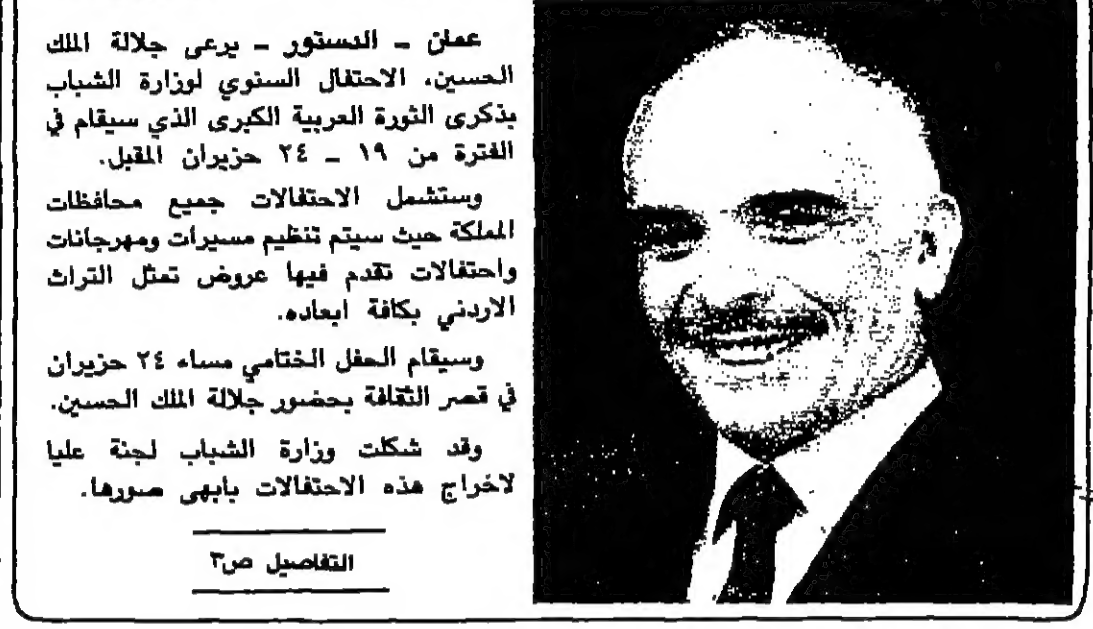 عمان - الدستور - يرعى جلالة الملك
الحسين، الاحتفال السنوي لوزارة الشباب
بذكرى الثورة العربية الكبرى الذي سيقام في
الفترة من ١٩ - ٢٤ حزيران المقبل.
وستشمل الاحتفالات جميع محافظات
المملكة حيث سيتم تنظيم مسيرات ومهرجانات
واحتفالات تقدم فيها عروض تمثل التراث
الاردني بكافة ابعاده.
وسيقام الحفل الختامي مساء ٢٤ حزيران
في قصر الثقافة بحضور جلالة الملك الحسين.
وقد شكلت وزارة الشباب لجنة عليا
لاخراج هذه الاحتفالات بابهى صورها.
التفاصيل ص٣